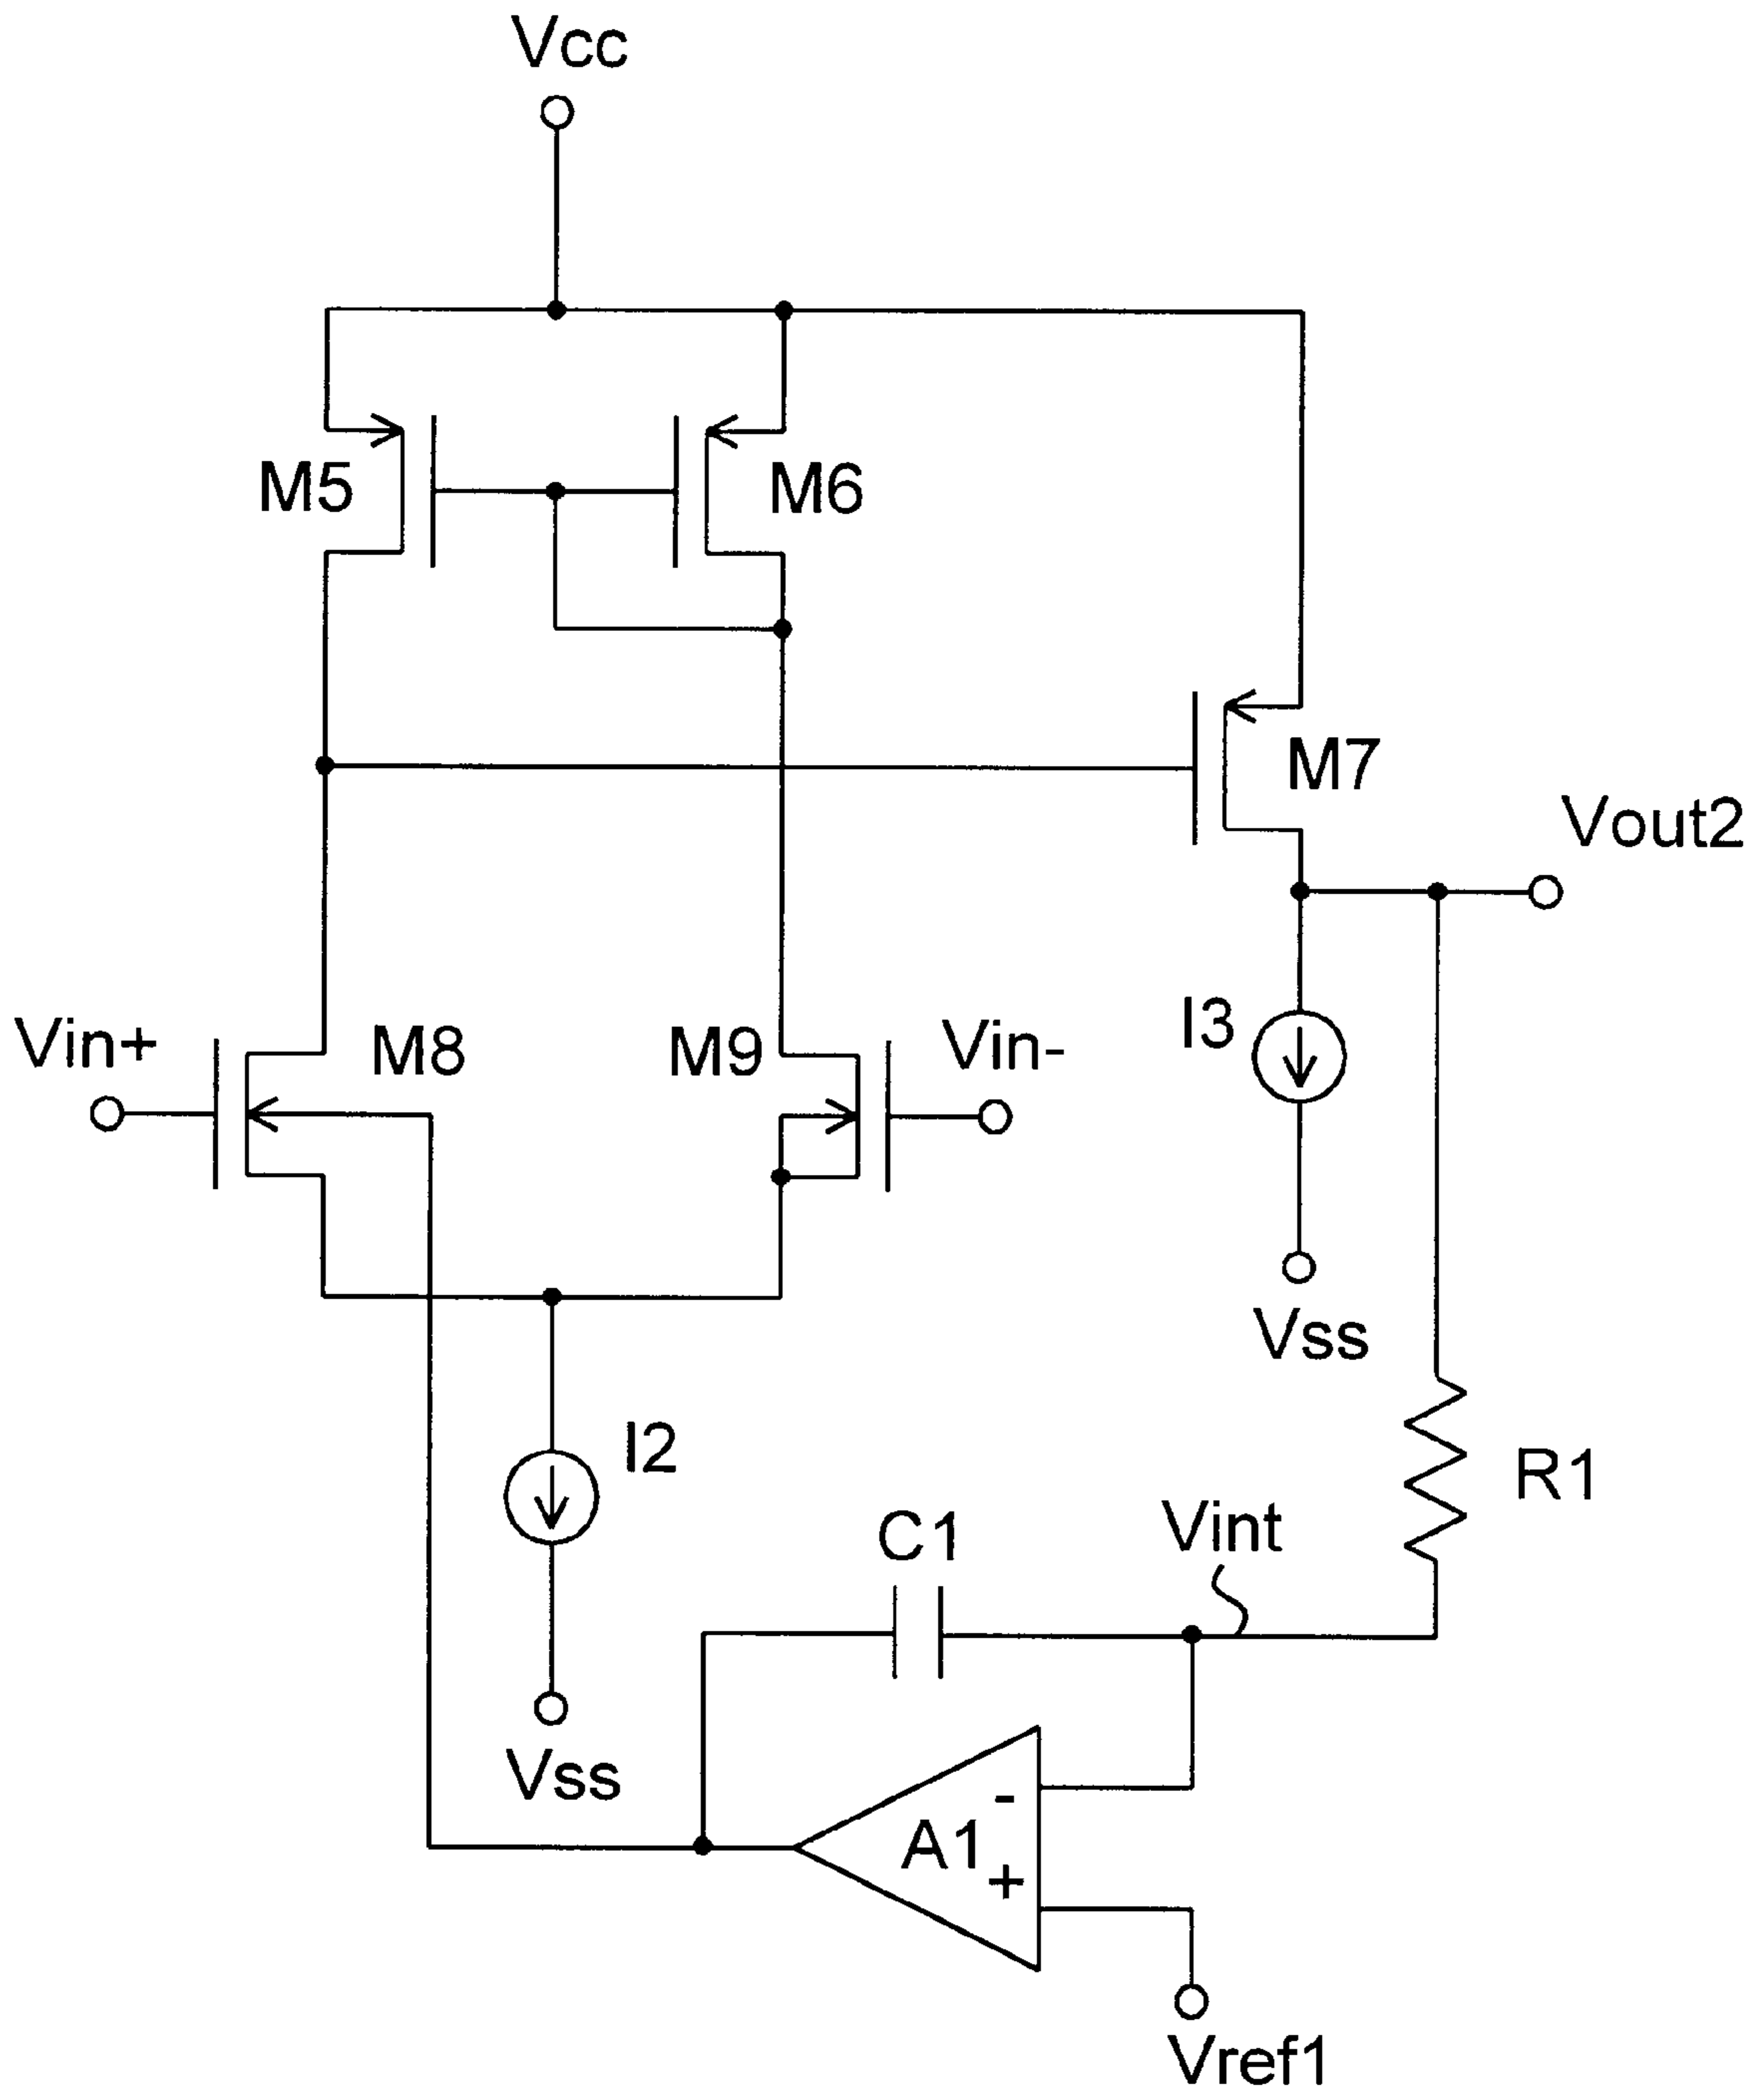 Vcc
M5
M6
M7
Vout2
Vin+
M8
M9
Vin-
I3
Vss
I2
R1
C1
Vint
Vss
-
A1
+
Vref1